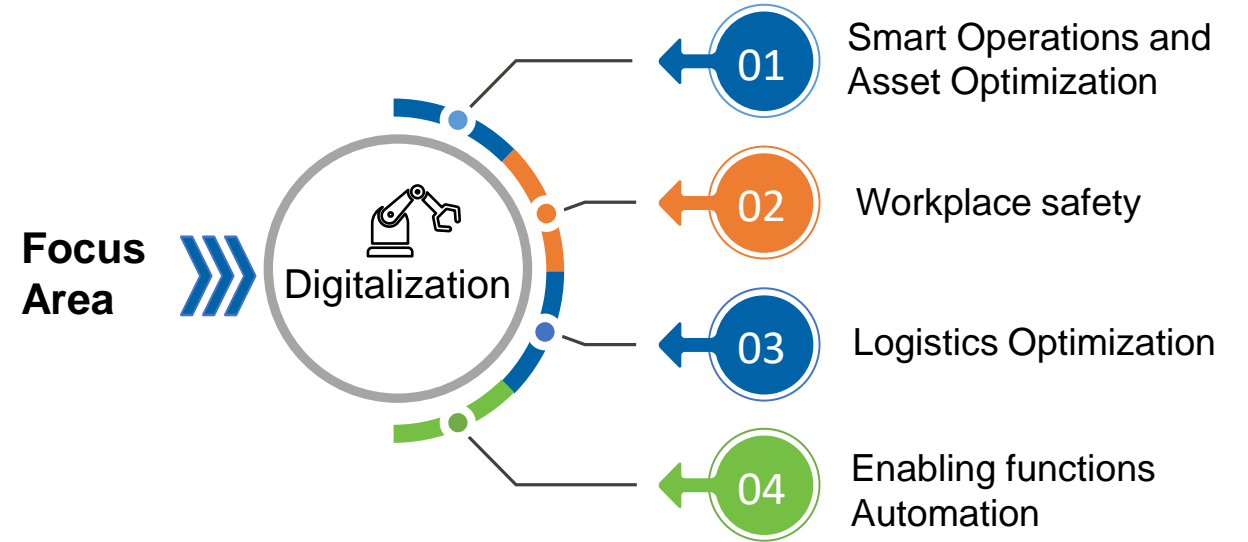 Focus
Area
Digitalization
01
Smart Operations and
Asset Optimization
02
Workplace safety
03
Logistics Optimization
04
Enabling functions
Automation